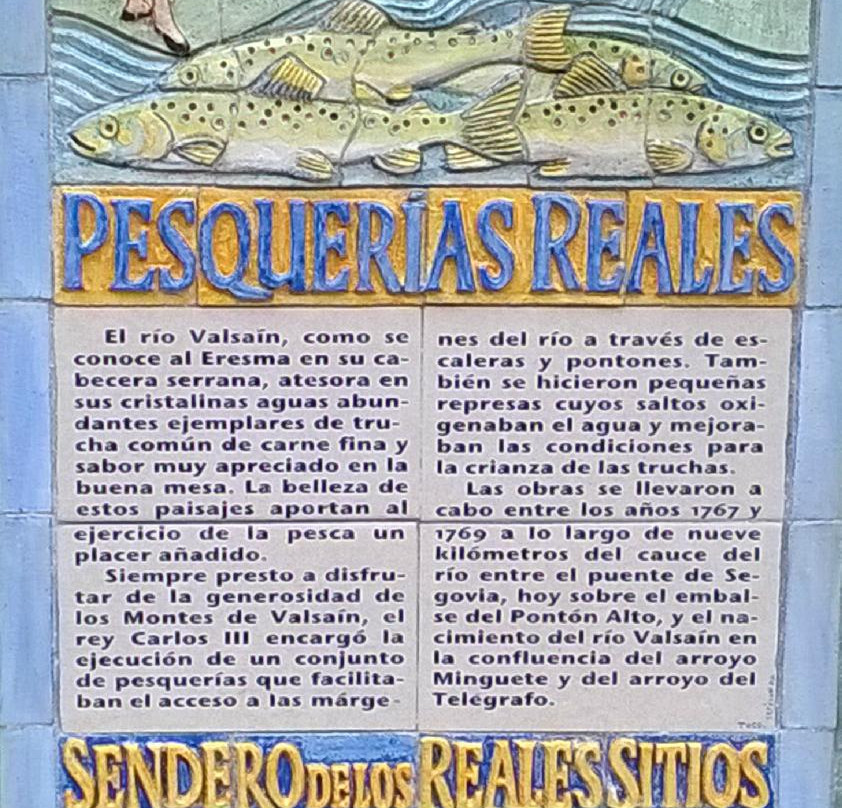 PESQUERÍAS REALES
El río Valsaín, como se
conoce al Eresma en su ca-
becera serrana, atesora en
sus cristalinas aguas abun-
dantes ejemplares de tru-
cha común de carne fina y
sabor muy apreciado en la
buena mesa. La belleza de
estos paisajes aportan al
ejercicio de la pesca un
placer añadido.
Siempre presto a disfru-
tar de la generosidad de
los Montes de Valsaín, el
rey Carlos III encargó la
ejecución de un conjunto
de pesquerías que facilita-
ban el acceso a las márge-
nes del río a través de es-
caleras y pontones. Tam-
bién se hicieron pequeñas
represas cuyos saltos oxi-
genaban el agua y mejora-
ban las condiciones para
la crianza de las truchas.
Las obras se llevaron a
cabo entre los años 1767 y
1769 a lo largo de nueve
kilómetros del cauce del
río entre el puente de Se-
govia, hoy sobre el embal-
se del Pontón Alto, y el na-
cimiento del río Valsaín en
la confluencia del arroyo
Minguete y del arroyo del
Telégrafo.
SENDERO DE LOS REALES SITIOS